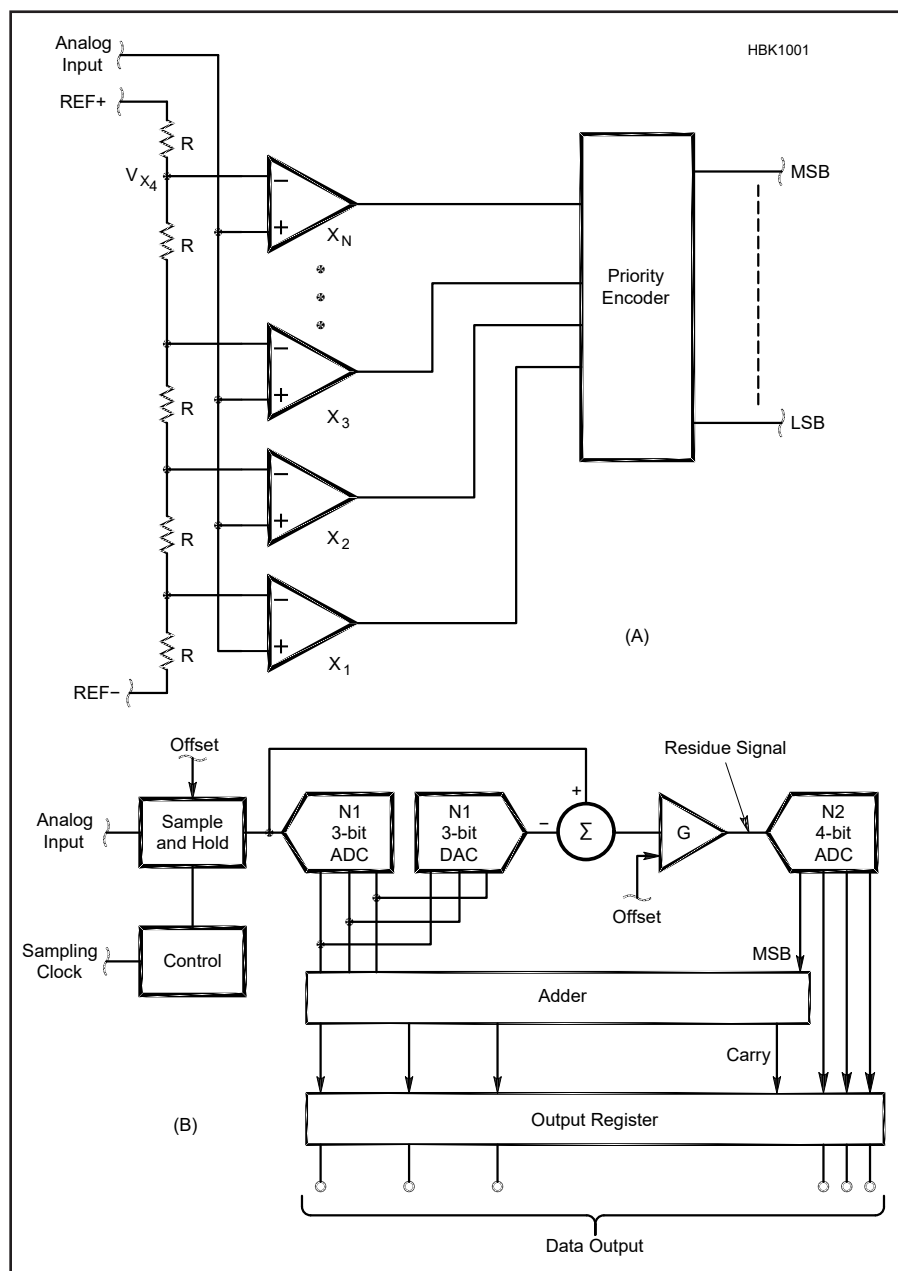 Analog
Input
HBK1001
REF+
R
VX4
R
R
R
R
REF−
−
+
XN
−
+
X3
−
+
X2
−
+
X1
Priority
Encoder
MSB
LSB
(A)
Offset
Analog
Input
Sample
and Hold
Sampling
Clock
Control
N1
3-bit
ADC
N1
3-bit
DAC
−
+
Σ
G
Offset
Residue Signal
N2
4-bit
ADC
MSB
Adder
Carry
Output Register
(B)
Data Output